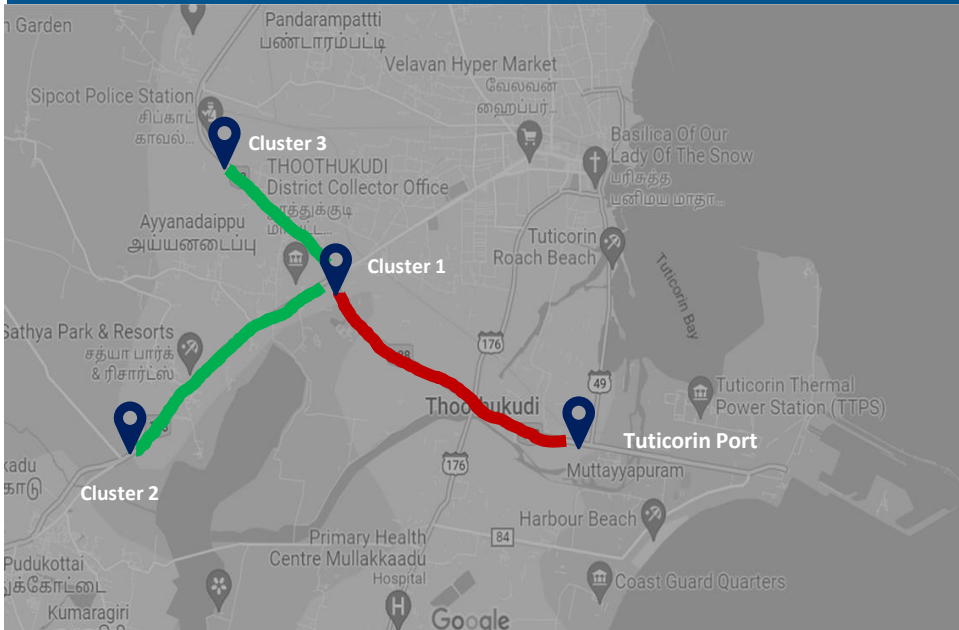 Garden
Pandarampattti
பண்டாரம்பட்டி
Velavan Hyper Market
வேலவன்
ஹைப்பர்...
Sipcot Police Station
சிப்காட்
காவல்...
Cluster 3
Basilica Of Our
Lady Of The Snow
பரிசுத்த
பனிமய மாதா...
THOOTHUKUDI
District Collector Office
Ayyanadaippu
அய்யனடைப்பு
Tuticorin
Roach Beach
Cluster 1
Tuticorin Bay
Sathya Park & Resorts
சத்யா பார்க்
& ரிசார்ட்ஸ்
176
49
Tuticorin Thermal
Power Station (TTPS)
Thoothukudi
Tuticorin Port
176
Muttayyapuram
Cluster 2
Harbour Beach
84
Primary Health
Centre Mullakkaadu
Hospital
Pudukottai
Coast Guard Quarters
Kumaragiri
Google